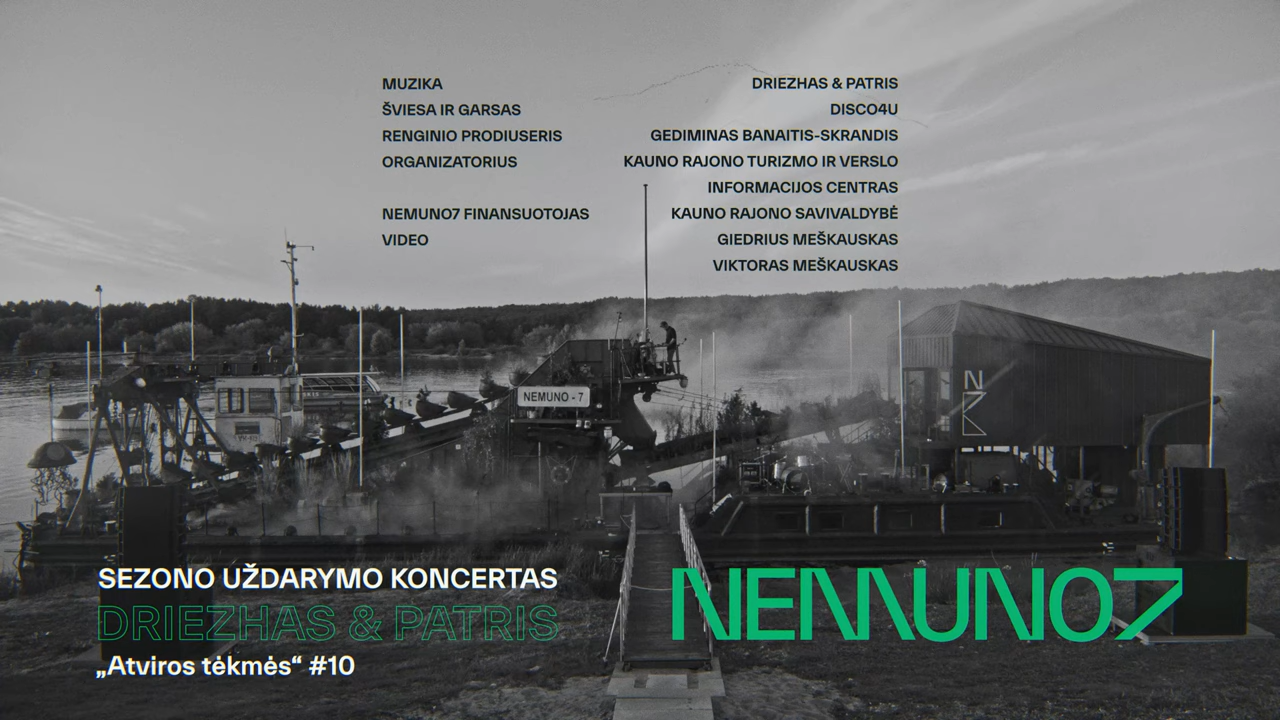 MUZIKA
DRIEZHAS & PATRIS
ŠVIESA IR GARSAS
DISCO4U
RENGINIO PRODIUSERIS
GEDIMINAS BANAITIS-SKRANDIS
ORGANIZATORIUS
KAUNO RAJONO TURIZMO IR VERSLO
INFORMACIJOS CENTRAS
NEMUNO7 FINANSUOTOJAS
KAUNO RAJONO SAVIVALDYBĖ
VIDEO
GIEDRIUS MEŠKAUSKAS
VIKTORAS MEŠKAUSKAS
NEMUNO - 7
N7
SEZONO UŽDARYMO KONCERTAS
DRIEZHAS & PATRIS
„Atviros tėkmės“ #10
NEMUNO7